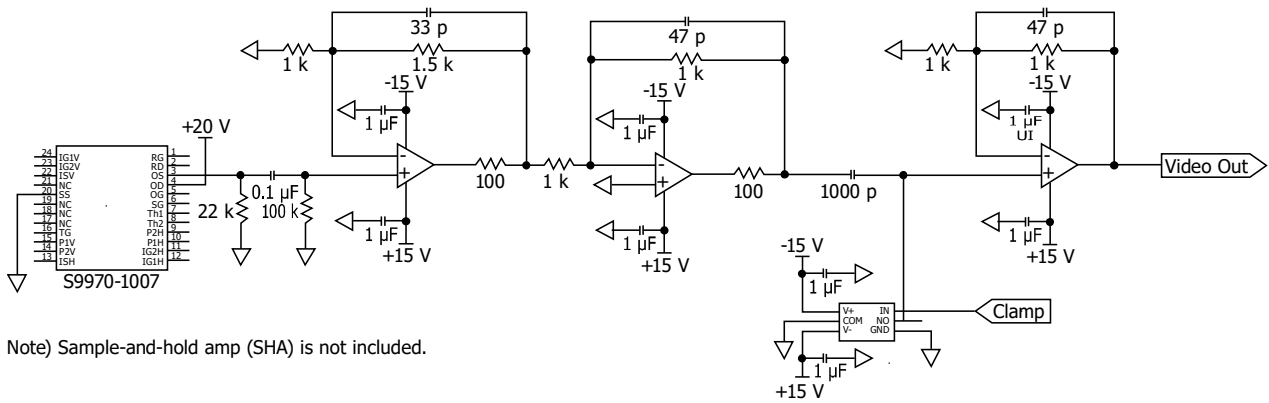 33 p
1 k
1.5 k
-15 V
1 µF
-
+
100
1 µF
+15 V
47 p
1 k
1 k
-15 V
1 µF
-
+
100
1 µF
+15 V
1000 p
47 p
1 k
1 k
-15 V
1 µF
UI
-
+
1 µF
+15 V
Video Out
+20 V
24 IG1V
23 IG2V
22 ISV
21 NC
20 SS
19 NC
18 NC
17 NC
16 TG
15 P1V
14 P2V
13 ISH
RG 1
RD 2
OS 3
OD 4
OG 5
SG 6
Th1 7
Th2 8
P2H 9
P1H 10
IG2H 11
IG1H 12
S9970-1007
22 k
0.1 µF
100 k
-15 V
1 µF
V+ IN
COM NO
V- GND
Clamp
1 µF
+15 V
Note) Sample-and-hold amp (SHA) is not included.